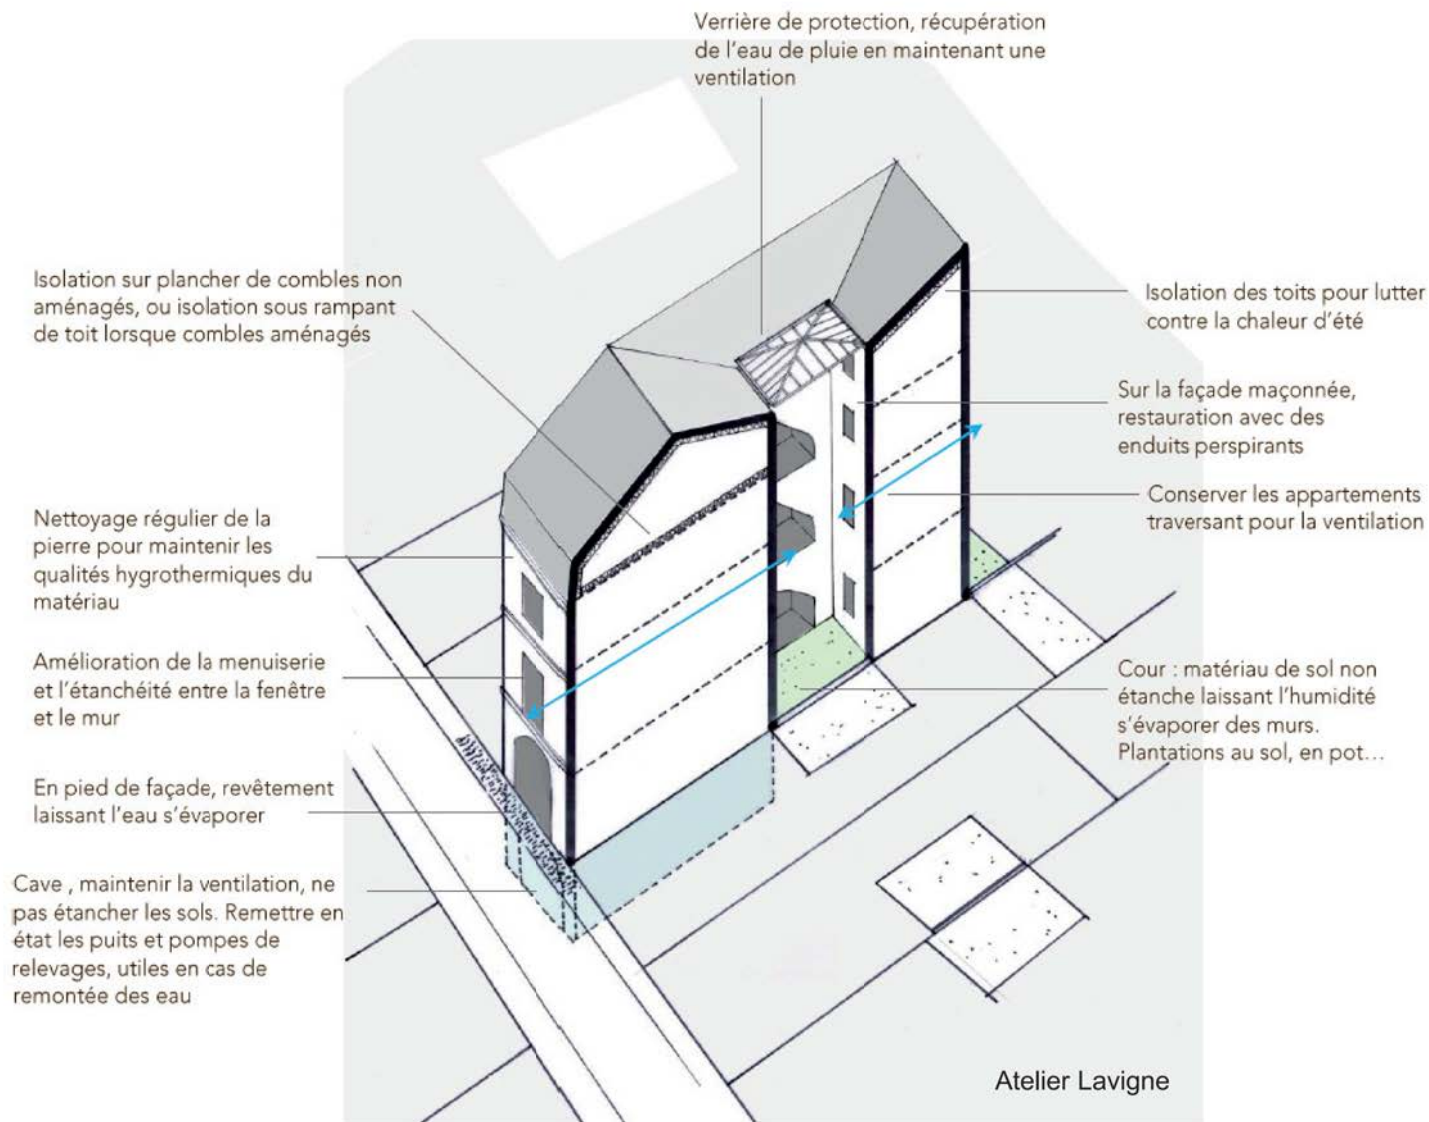 Verrière de protection, récupération
de l'eau de pluie en maintenant une
ventilation
Isolation sur plancher de combles non
aménagés, ou isolation sous rampant
de toit lorsque combles aménagés
Isolation des toits pour lutter
contre la chaleur d'été
Sur la façade maçonnée,
restauration avec des
enduits perspirants
Conserver les appartements
traversant pour la ventilation
Nettoyage régulier de la
pierre pour maintenir les
qualités hygrothermiques du
matériau
Amélioration de la menuiserie
et l'étanchéité entre la fenêtre
et le mur
Cour : matériau de sol non
étanche laissant l'humidité
s'évaporer des murs.
Plantations au sol, en pot...
En pied de façade, revêtement
laissant l'eau s'évaporer
Cave , maintenir la ventilation, ne
pas étancher les sols. Remettre en
état les puits et pompes de
relevages, utiles en cas de
remontée des eau
Atelier Lavigne